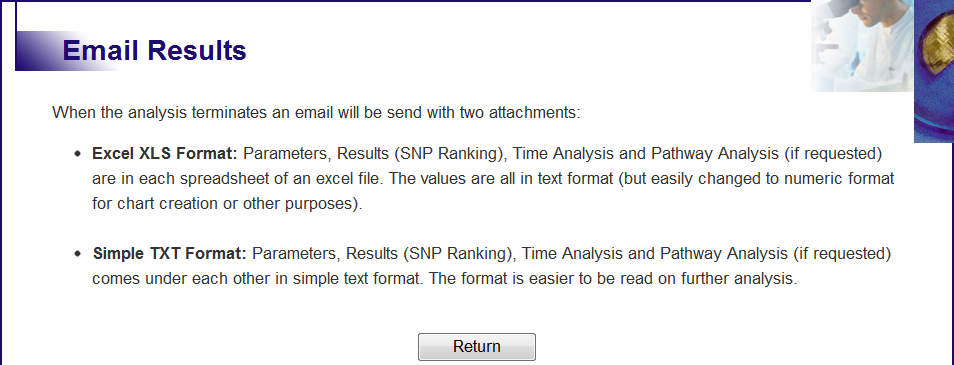 Email Results
When the analysis terminates an email will be send with two attachments:
Excel XLS Format: Parameters, Results (SNP Ranking), Time Analysis and Pathway Analysis (if requested)
are in each spreadsheet of an excel file. The values are all in text format (but easily changed to numeric format
for chart creation or other purposes).
Simple TXT Format: Parameters, Results (SNP Ranking), Time Analysis and Pathway Analysis (if requested)
comes under each other in simple text format. The format is easier to be read on further analysis.
Return